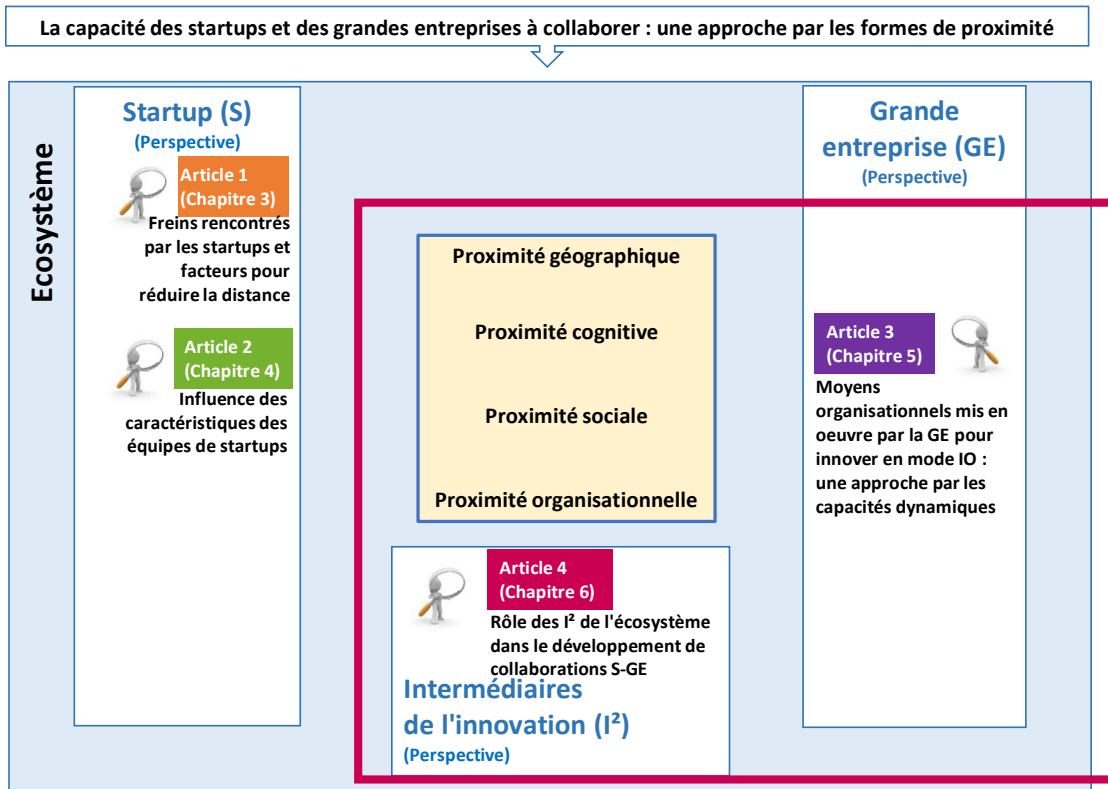 La capacité des startups et des grandes entreprises à collaborer : une approche par les formes de proximité
Ecosystème
Startup (S)
(Perspective)
Article 1
(Chapitre 3)
Freins rencontrés
par les startups et
facteurs pour
réduire la distance
Article 2
(Chapitre 4)
Influence des
caractéristiques des
équipes de startups
Proximité géographique
Proximité cognitive
Proximité sociale
Proximité organisationnelle
Article 4
(Chapitre 6)
Rôle des I² de l'écosystème
dans le développement de
collaborations S-GE
Intermédiaires
de l'innovation (I²)
(Perspective)
Grande
entreprise (GE)
(Perspective)
Article 3
(Chapitre 5)
Moyens
organisationnels mis en
oeuvre par la GE pour
innover en mode IO :
une approche par les
capacités dynamiques